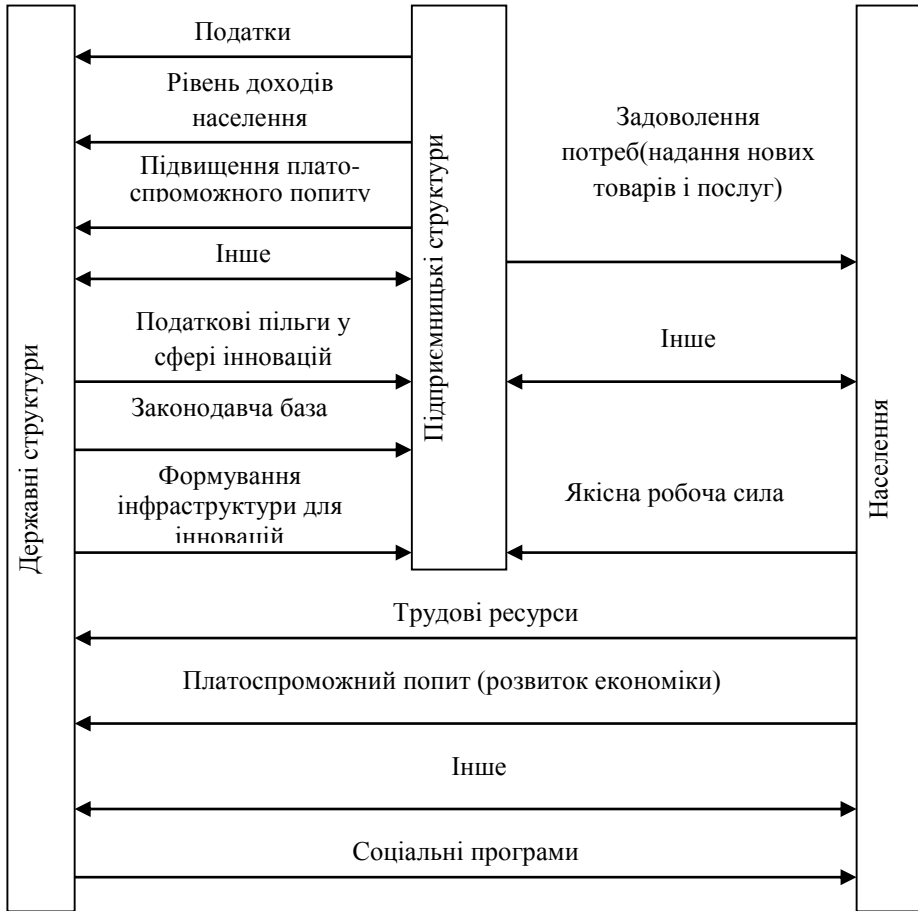 Державні структури
Податки
Рівень доходів
населення
Підвищення плато-
спроможного попиту
Інше
Податкові пільги у
сфері інновацій
Законодавча база
Формування
інфраструктури для
інновацій
Підприємницькі структури
Задоволення
потреб(надання нових
товарів і послуг)
Інше
Якісна робоча сила
Населення
Трудові ресурси
Платоспроможний попит (розвиток економіки)
Інше
Соціальні програми